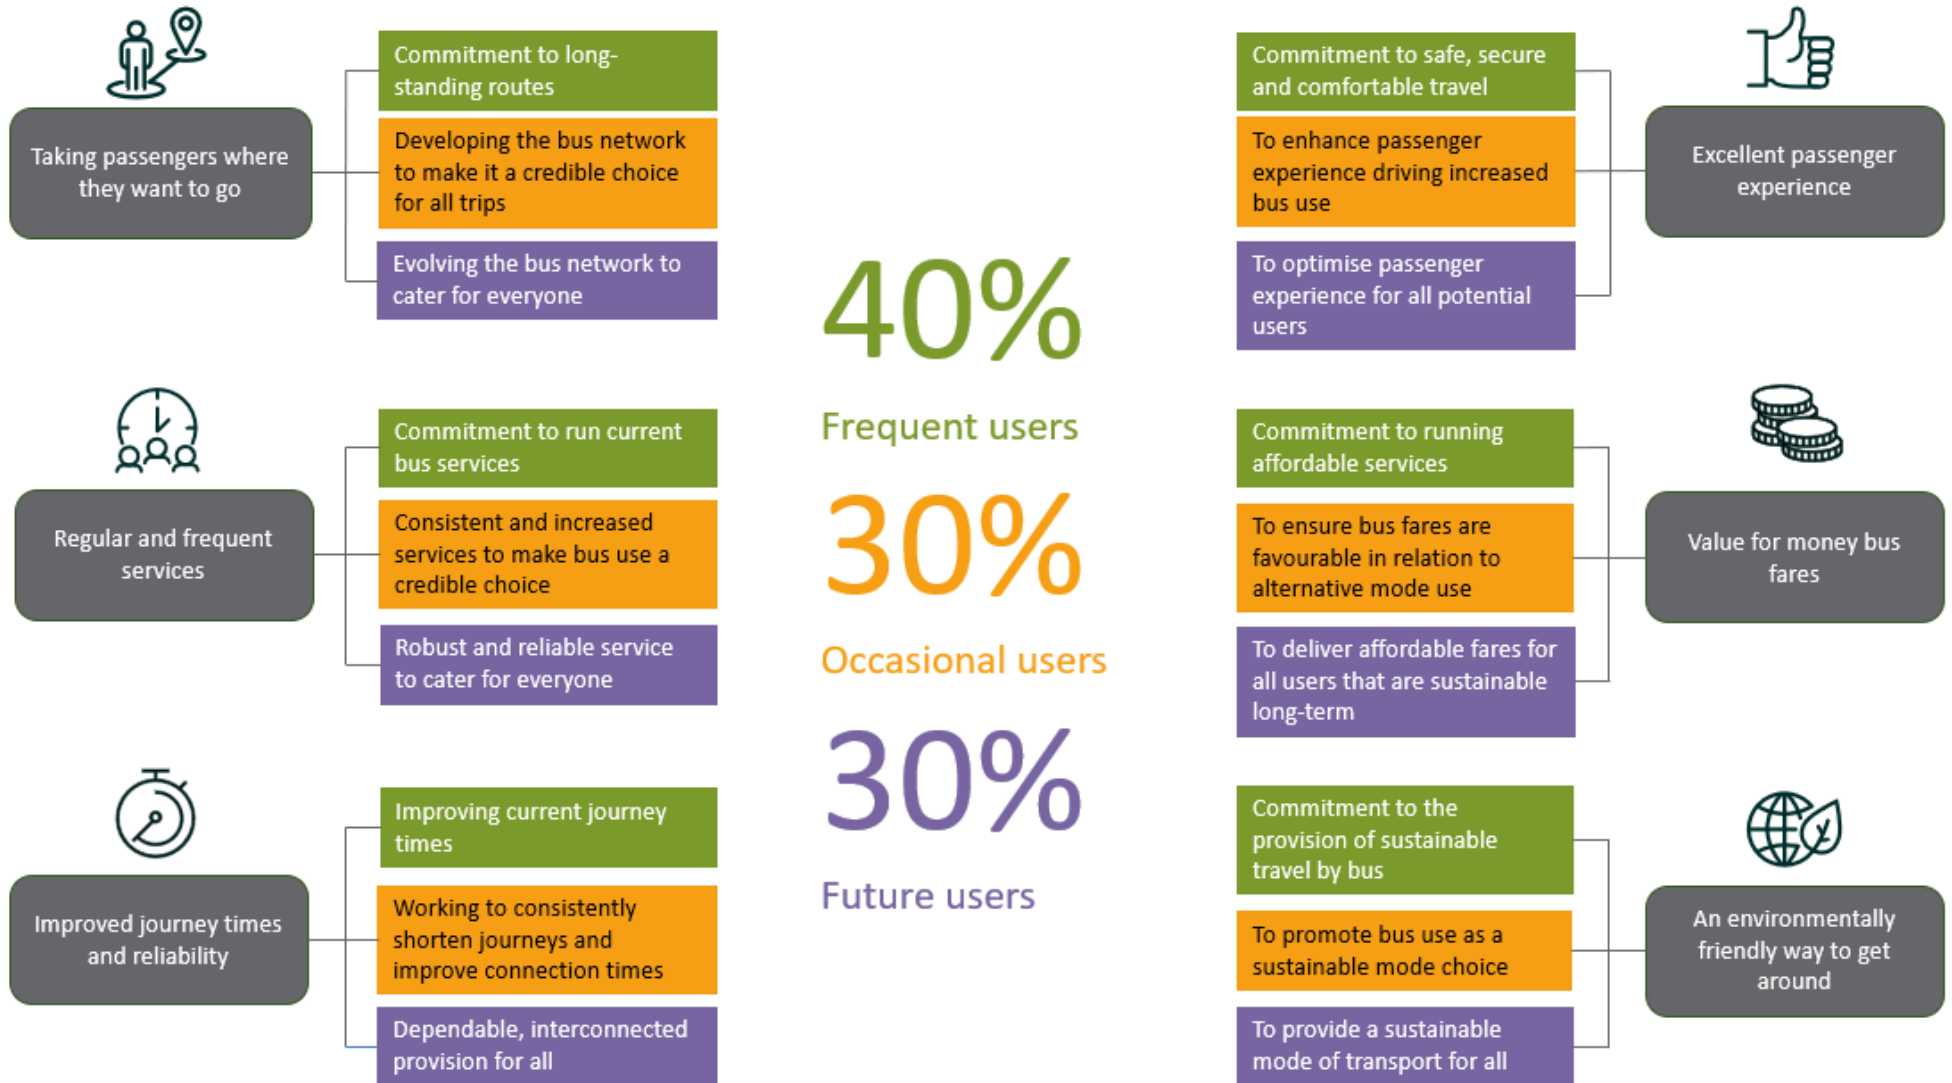 Taking passengers where
they want to go
Commitment to long-
standing routes
Developing the bus network
to make it a credible choice
for all trips
Evolving the bus network to
cater for everyone
Regular and frequent
services
Commitment to run current
bus services
Consistent and increased
services to make bus use a
credible choice
Robust and reliable service
to cater for everyone
Improved journey times
and reliability
Improving current journey
times
Working to consistently
shorten journeys and
improve connection times
Dependable, interconnected
provision for all
40%
Frequent users
30%
Occasional users
30%
Future users
Commitment to safe, secure
and comfortable travel
To enhance passenger
experience driving increased
bus use
To optimise passenger
experience for all potential
users
Excellent passenger
experience
Commitment to running
affordable services
To ensure bus fares are
favourable in relation to
alternative mode use
To deliver affordable fares for
all users that are sustainable
long-term
Value for money bus
fares
Commitment to the
provision of sustainable
travel by bus
To promote bus use as a
sustainable mode choice
To provide a sustainable
mode of transport for all
An environmentally
friendly way to get
around